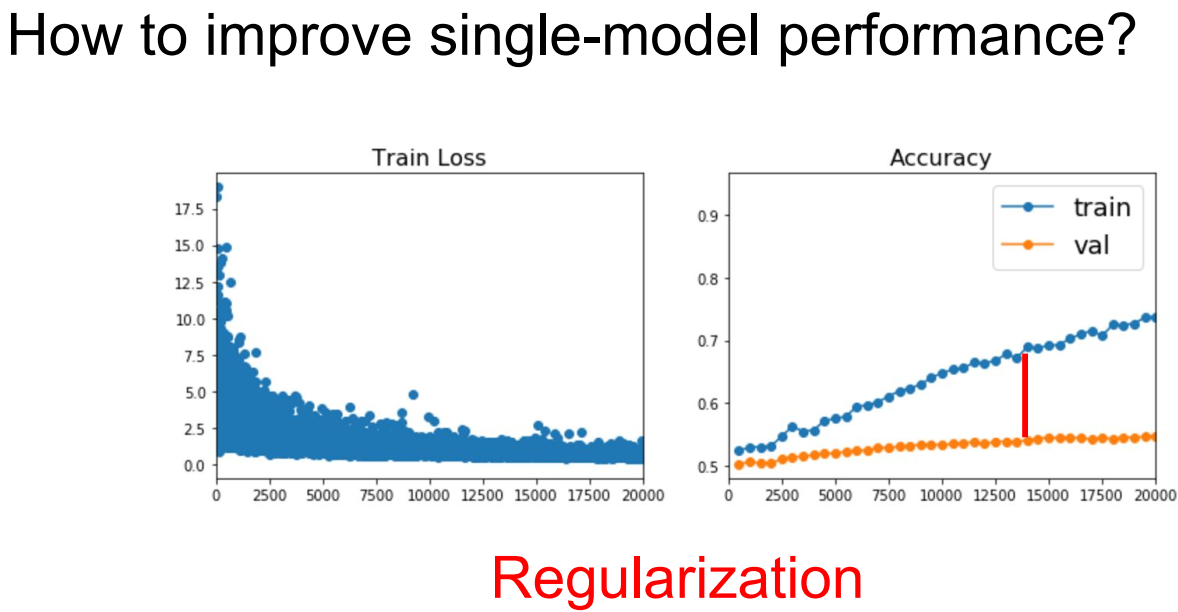 How to improve single-model performance?
Train Loss
17.5
15.0
12.5
10.0
7.5
5.0
2.5
0.0
0 2500 5000 7500 10000 12500 15000 17500 20000
Accuracy
train
val
0.9
0.8
0.7
0.6
0.5
0 2500 5000 7500 10000 12500 15000 17500 20000
Regularization